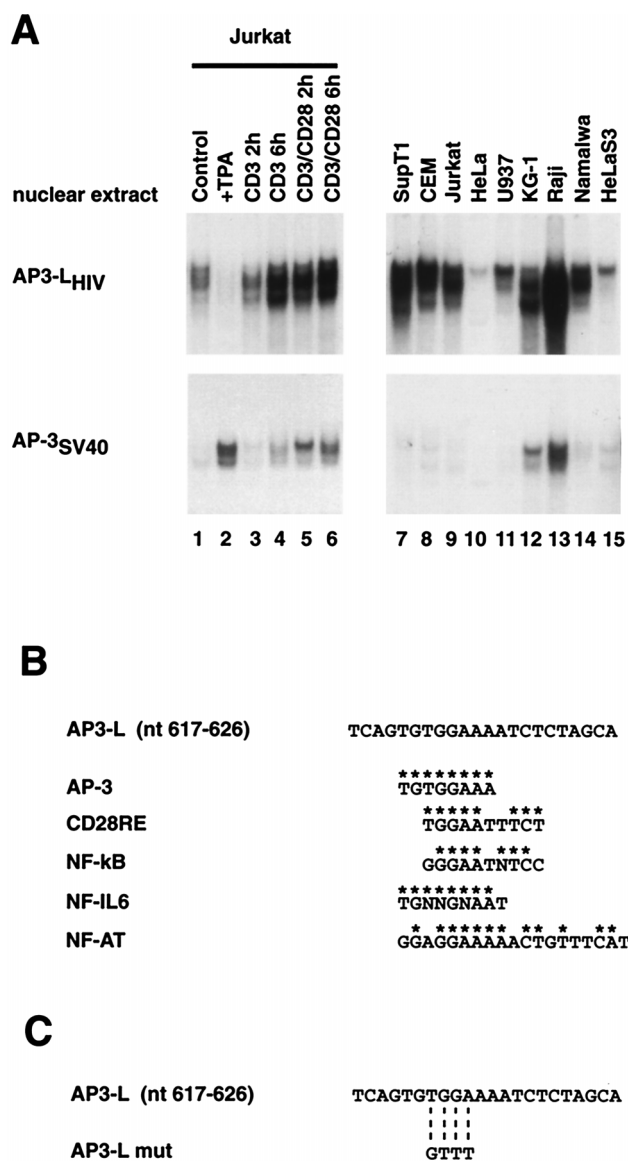 A
Jurkat
nuclear extract
Control
+TPA
CD3 2h
CD3 6h
CD3/CD28 2h
CD3/CD28 6h
SupT1
CEM
Jurkat
HeLa
U937
KG-1
Raji
Namalwa
HeLaS3
AP3-LHIV
AP-3SV40
1 2 3 4 5 6 7 8 9 10 11 12 13 14 15
B
AP3-L (nt 617-626) TCAGTGTGGAAAATCTCTAGCA
********
AP-3 TGTGGAAA
***** ***
CD28RE TGGAATTTCT
**** ***
NF-kB GGGAATNTCC
********
NF-IL6 TGNNGNAAT
* ****** ** * **
NF-AT GGAGGAAAAACTGTTTCAT
C
AP3-L (nt 617-626) TCAGTGTGGAAAATCTCTAGCA
AP3-L mut GTTT